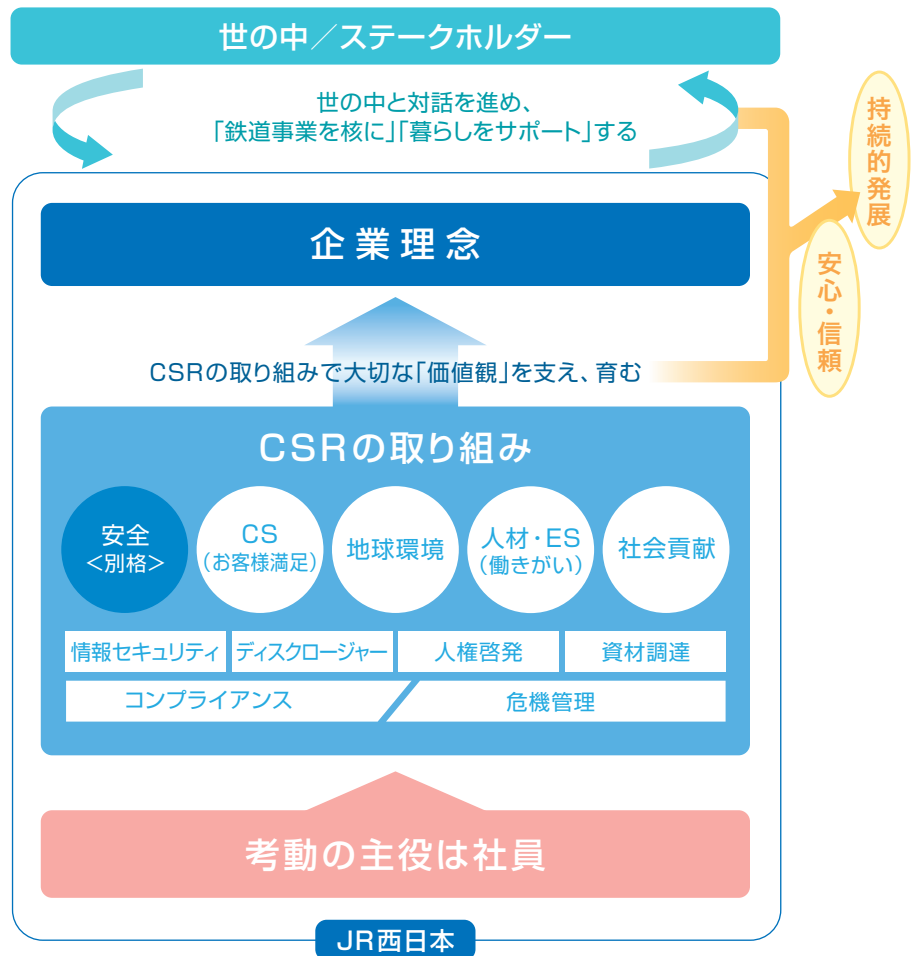 世の中／ステークホルダー
世の中と対話を進め、
「鉄道事業を核に」「暮らしをサポート」する
持続的発展
安心・信頼
企業理念
CSRの取り組みで大切な「価値観」を支え、育む
CSRの取り組み
安全
<別格>
CS
(お客様満足)
地球環境
人材・ES
(働きがい)
社会貢献
情報セキュリティ
ディスクロージャー
人権啓発
資材調達
コンプライアンス
危機管理
考動の主役は社員
JR西日本